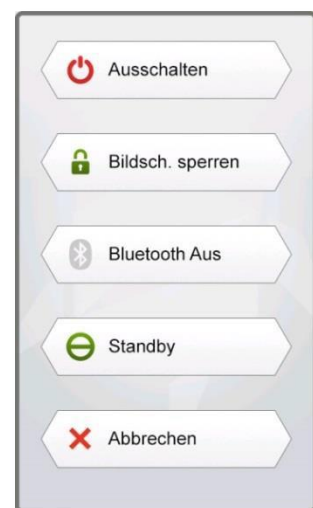 Ausschalten
Bildsch. sperren
Bluetooth Aus
Standby
Abbrechen